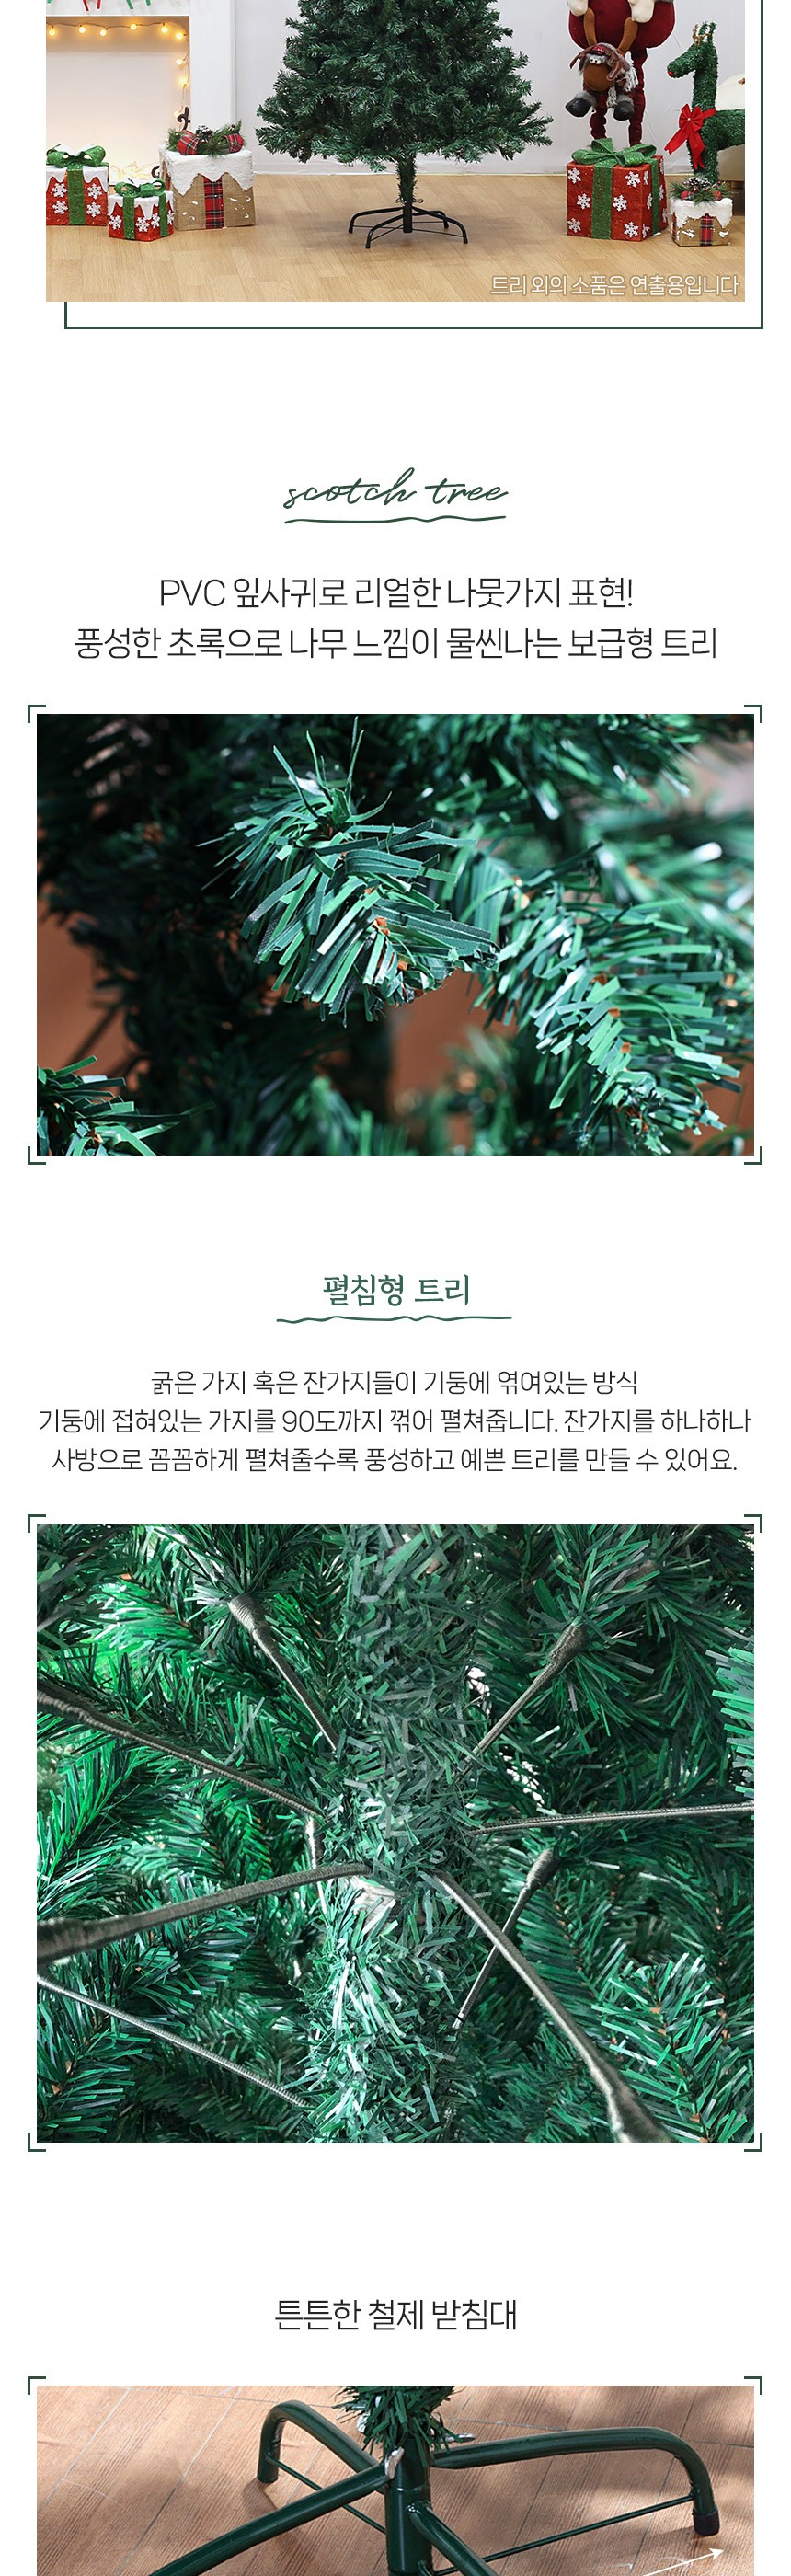 트리 외의 소품은 연출용입니다
scotch tree
PVC 잎사귀로 리얼한 나뭇가지 표현!
풍성한 초록으로 나무 느낌이 물씬나는 보급형 트리
펼침형 트리
굵은 가지 혹은 잔가지들이 기둥에 엮여있는 방식
기둥에 접혀있는 가지를 90도까지 꺾어 펼쳐줍니다. 잔가지를 하나하나
사방으로 꼼꼼하게 펼쳐줄수록 풍성하고 예쁜 트리를 만들 수 있어요.
튼튼한 철제 받침대